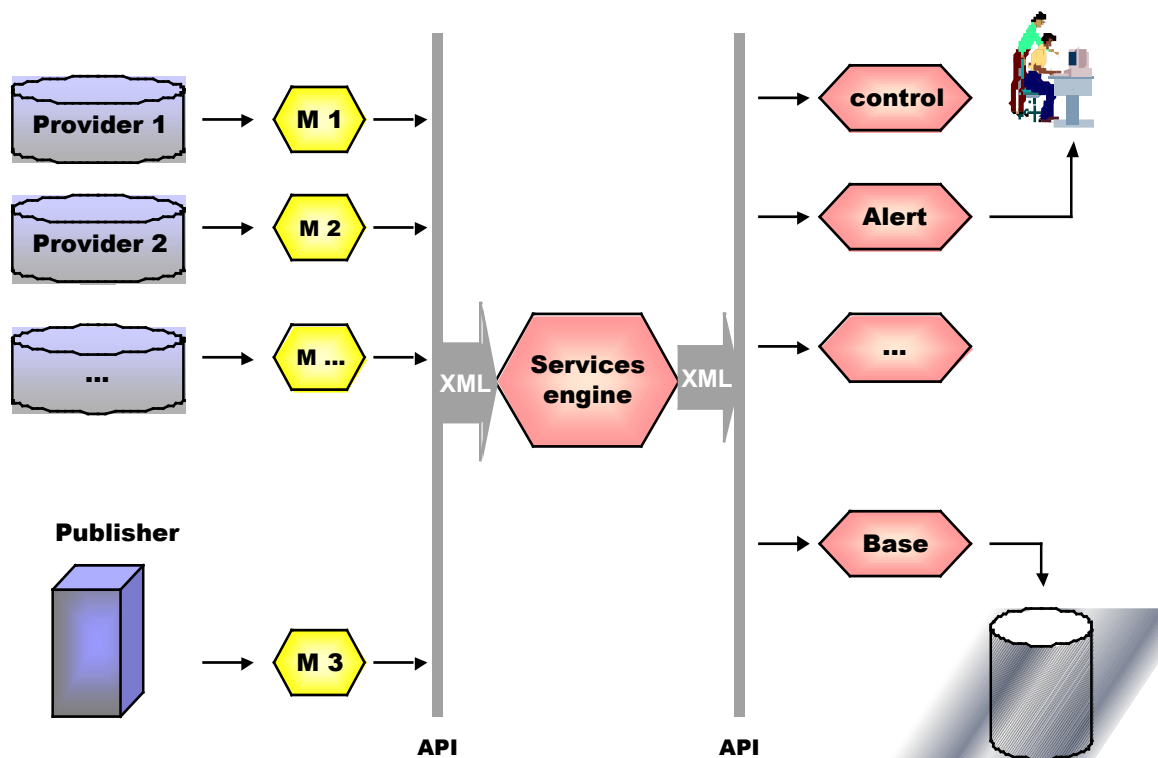 Provider 1
M 1
control
Provider 2
M 2
Alert
...
M ...
...
XML
Services
engine
XML
Publisher
Base
M 3
API
API